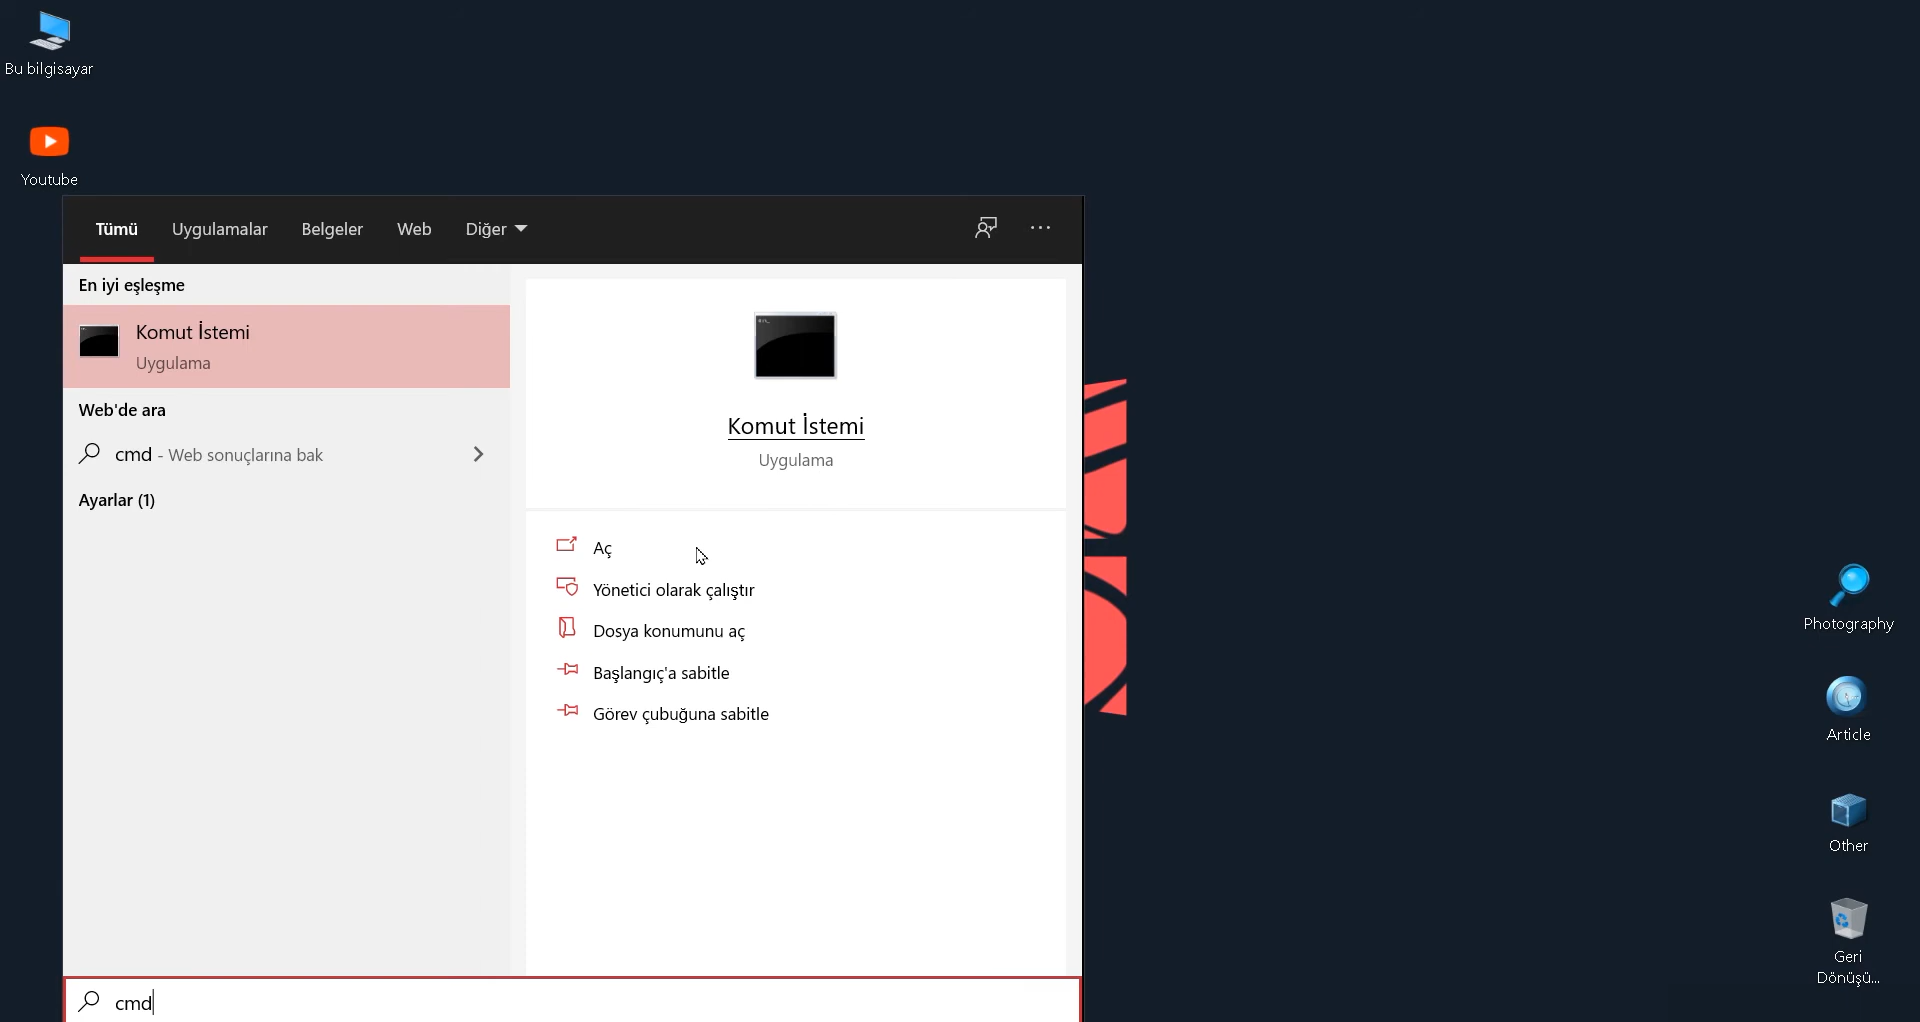 Bu bilgisayar
Youtube
Tümü Uygulamalar Belgeler Web Diğer
En iyi eşleşme
Komut İstemi
Uygulama
Web'de ara
cmd - Web sonuçlarına bak
Ayarlar (1)
Komut İstemi
Uygulama
Aç
Yönetici olarak çalıştır
Dosya konumunu aç
Başlangıç'a sabitle
Görev çubuğuna sabitle
cmd
Photography
Article
Other
Geri
Dönüşü...